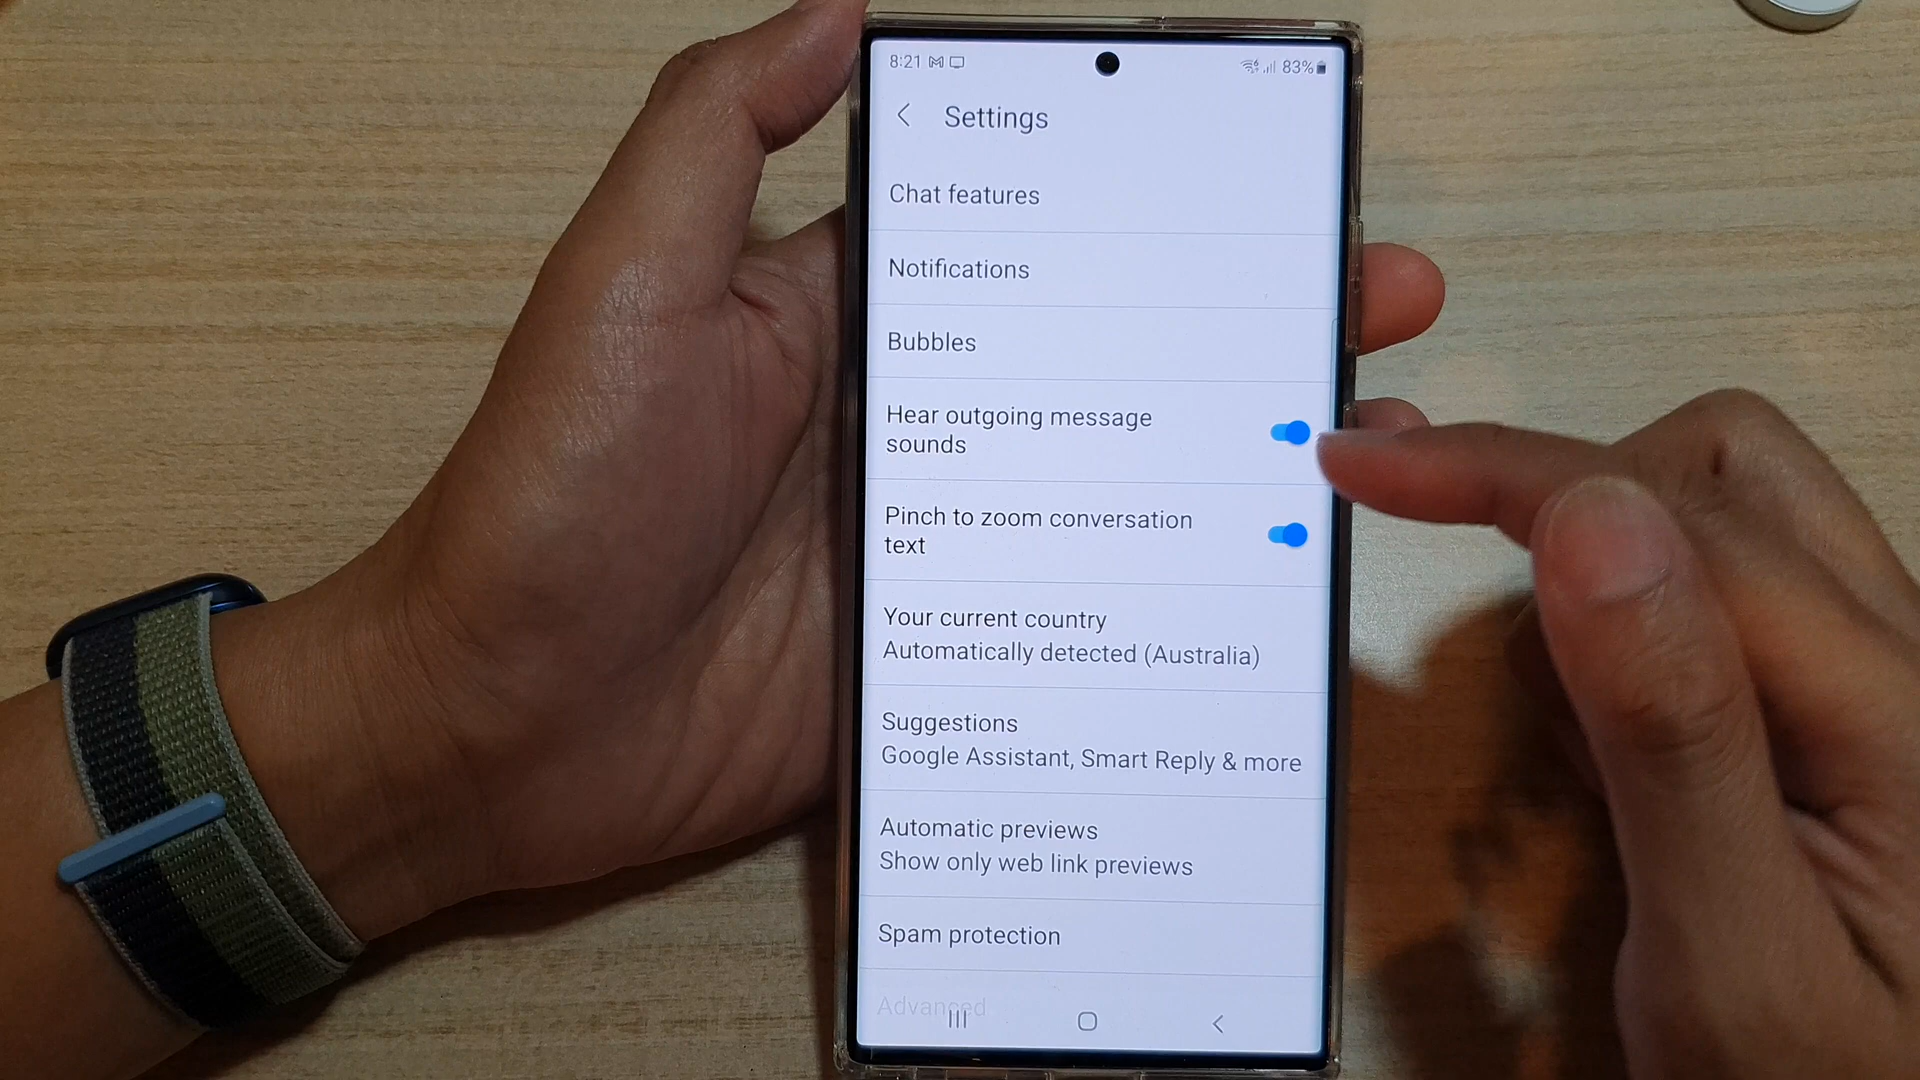 8:21
83%
Settings
Chat features
Notifications
Bubbles
Hear outgoing message
sounds
Pinch to zoom conversation
text
Your current country
Automatically detected (Australia)
Suggestions
Google Assistant, Smart Reply & more
Automatic previews
Show only web link previews
Spam protection
Advanced